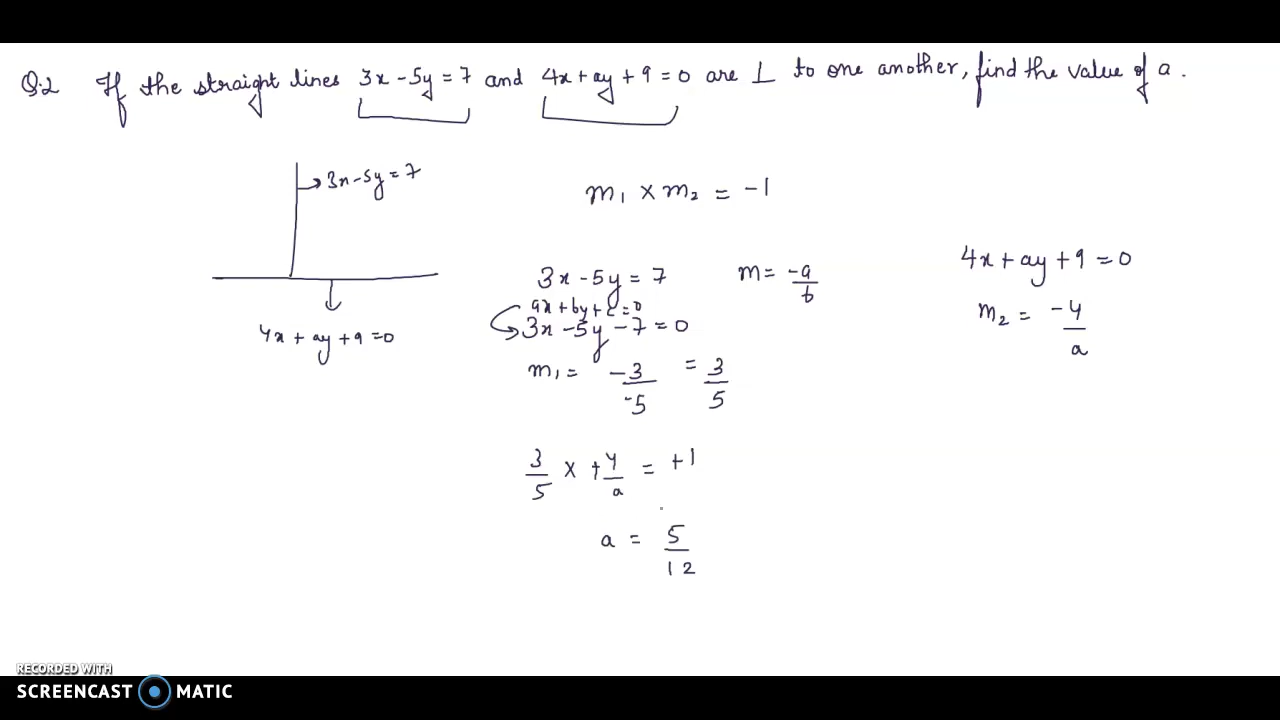 Q.2 If the straight lines 3x - 5y = 7 and 4x + ay + 9 = 0 are ⊥ to one another, find the value of a.
3x - 5y = 7
4x + ay + 9 = 0
m₁ × m₂ = -1
3x - 5y = 7
m = -a/b
ax + by + c = 0
3x - 5y - 7 = 0
m₁ = -3/-5 = 3/5
4x + ay + 9 = 0
m₂ = -4/a
3/5 × +4/a = +1
a = 5/12
RECORDED WITH
SCREENCAST MATIC